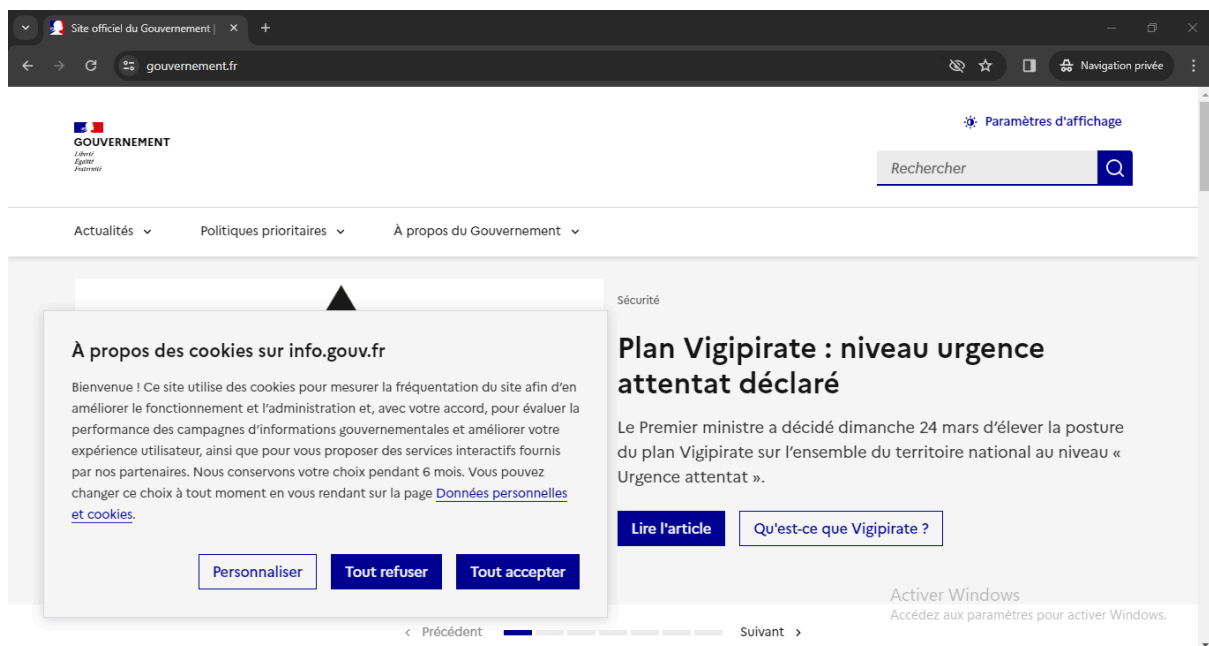 Site officiel du Gouvernement |
gouvernement.fr
Navigation privée
GOUVERNEMENT
Liberté
Égalité
Fraternité
Paramètres d'affichage
Rechercher
Actualités
Politiques prioritaires
À propos du Gouvernement
À propos des cookies sur info.gouv.fr
Bienvenue ! Ce site utilise des cookies pour mesurer la fréquentation du site afin d’en
améliorer le fonctionnement et l’administration et, avec votre accord, pour évaluer la
performance des campagnes d’informations gouvernementales et améliorer votre
expérience utilisateur, ainsi que pour vous proposer des services interactifs fournis
par nos partenaires. Nous conservons votre choix pendant 6 mois. Vous pouvez
changer ce choix à tout moment en vous rendant sur la page Données personnelles
et cookies.
Personnaliser
Tout refuser
Tout accepter
Sécurité
Plan Vigipirate : niveau urgence
attentat déclaré
Le Premier ministre a décidé dimanche 24 mars d’élever la posture
du plan Vigipirate sur l’ensemble du territoire national au niveau «
Urgence attentat ».
Lire l'article
Qu'est-ce que Vigipirate ?
Activer Windows
Accédez aux paramètres pour activer Windows.
Précédent
Suivant